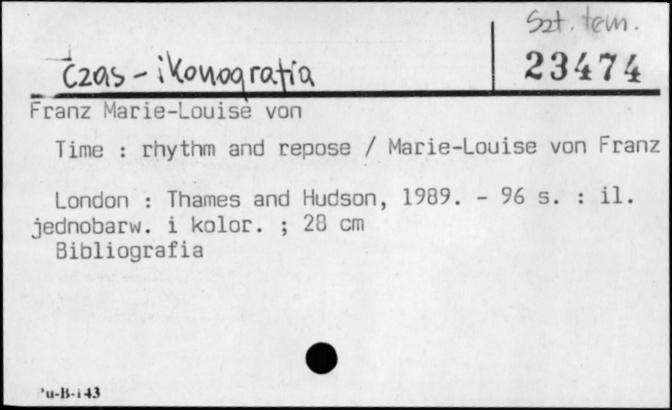 Szt. tem.
Czas - ikonografia
23474
Franz Marie-Louise von
Time : rhythm and repose / Marie-Louise von Franz
London : Thames and Hudson, 1989. - 96 s. : il.
jednobarw. i kolor. ; 28 cm
Bibliografia
Pu-B-143